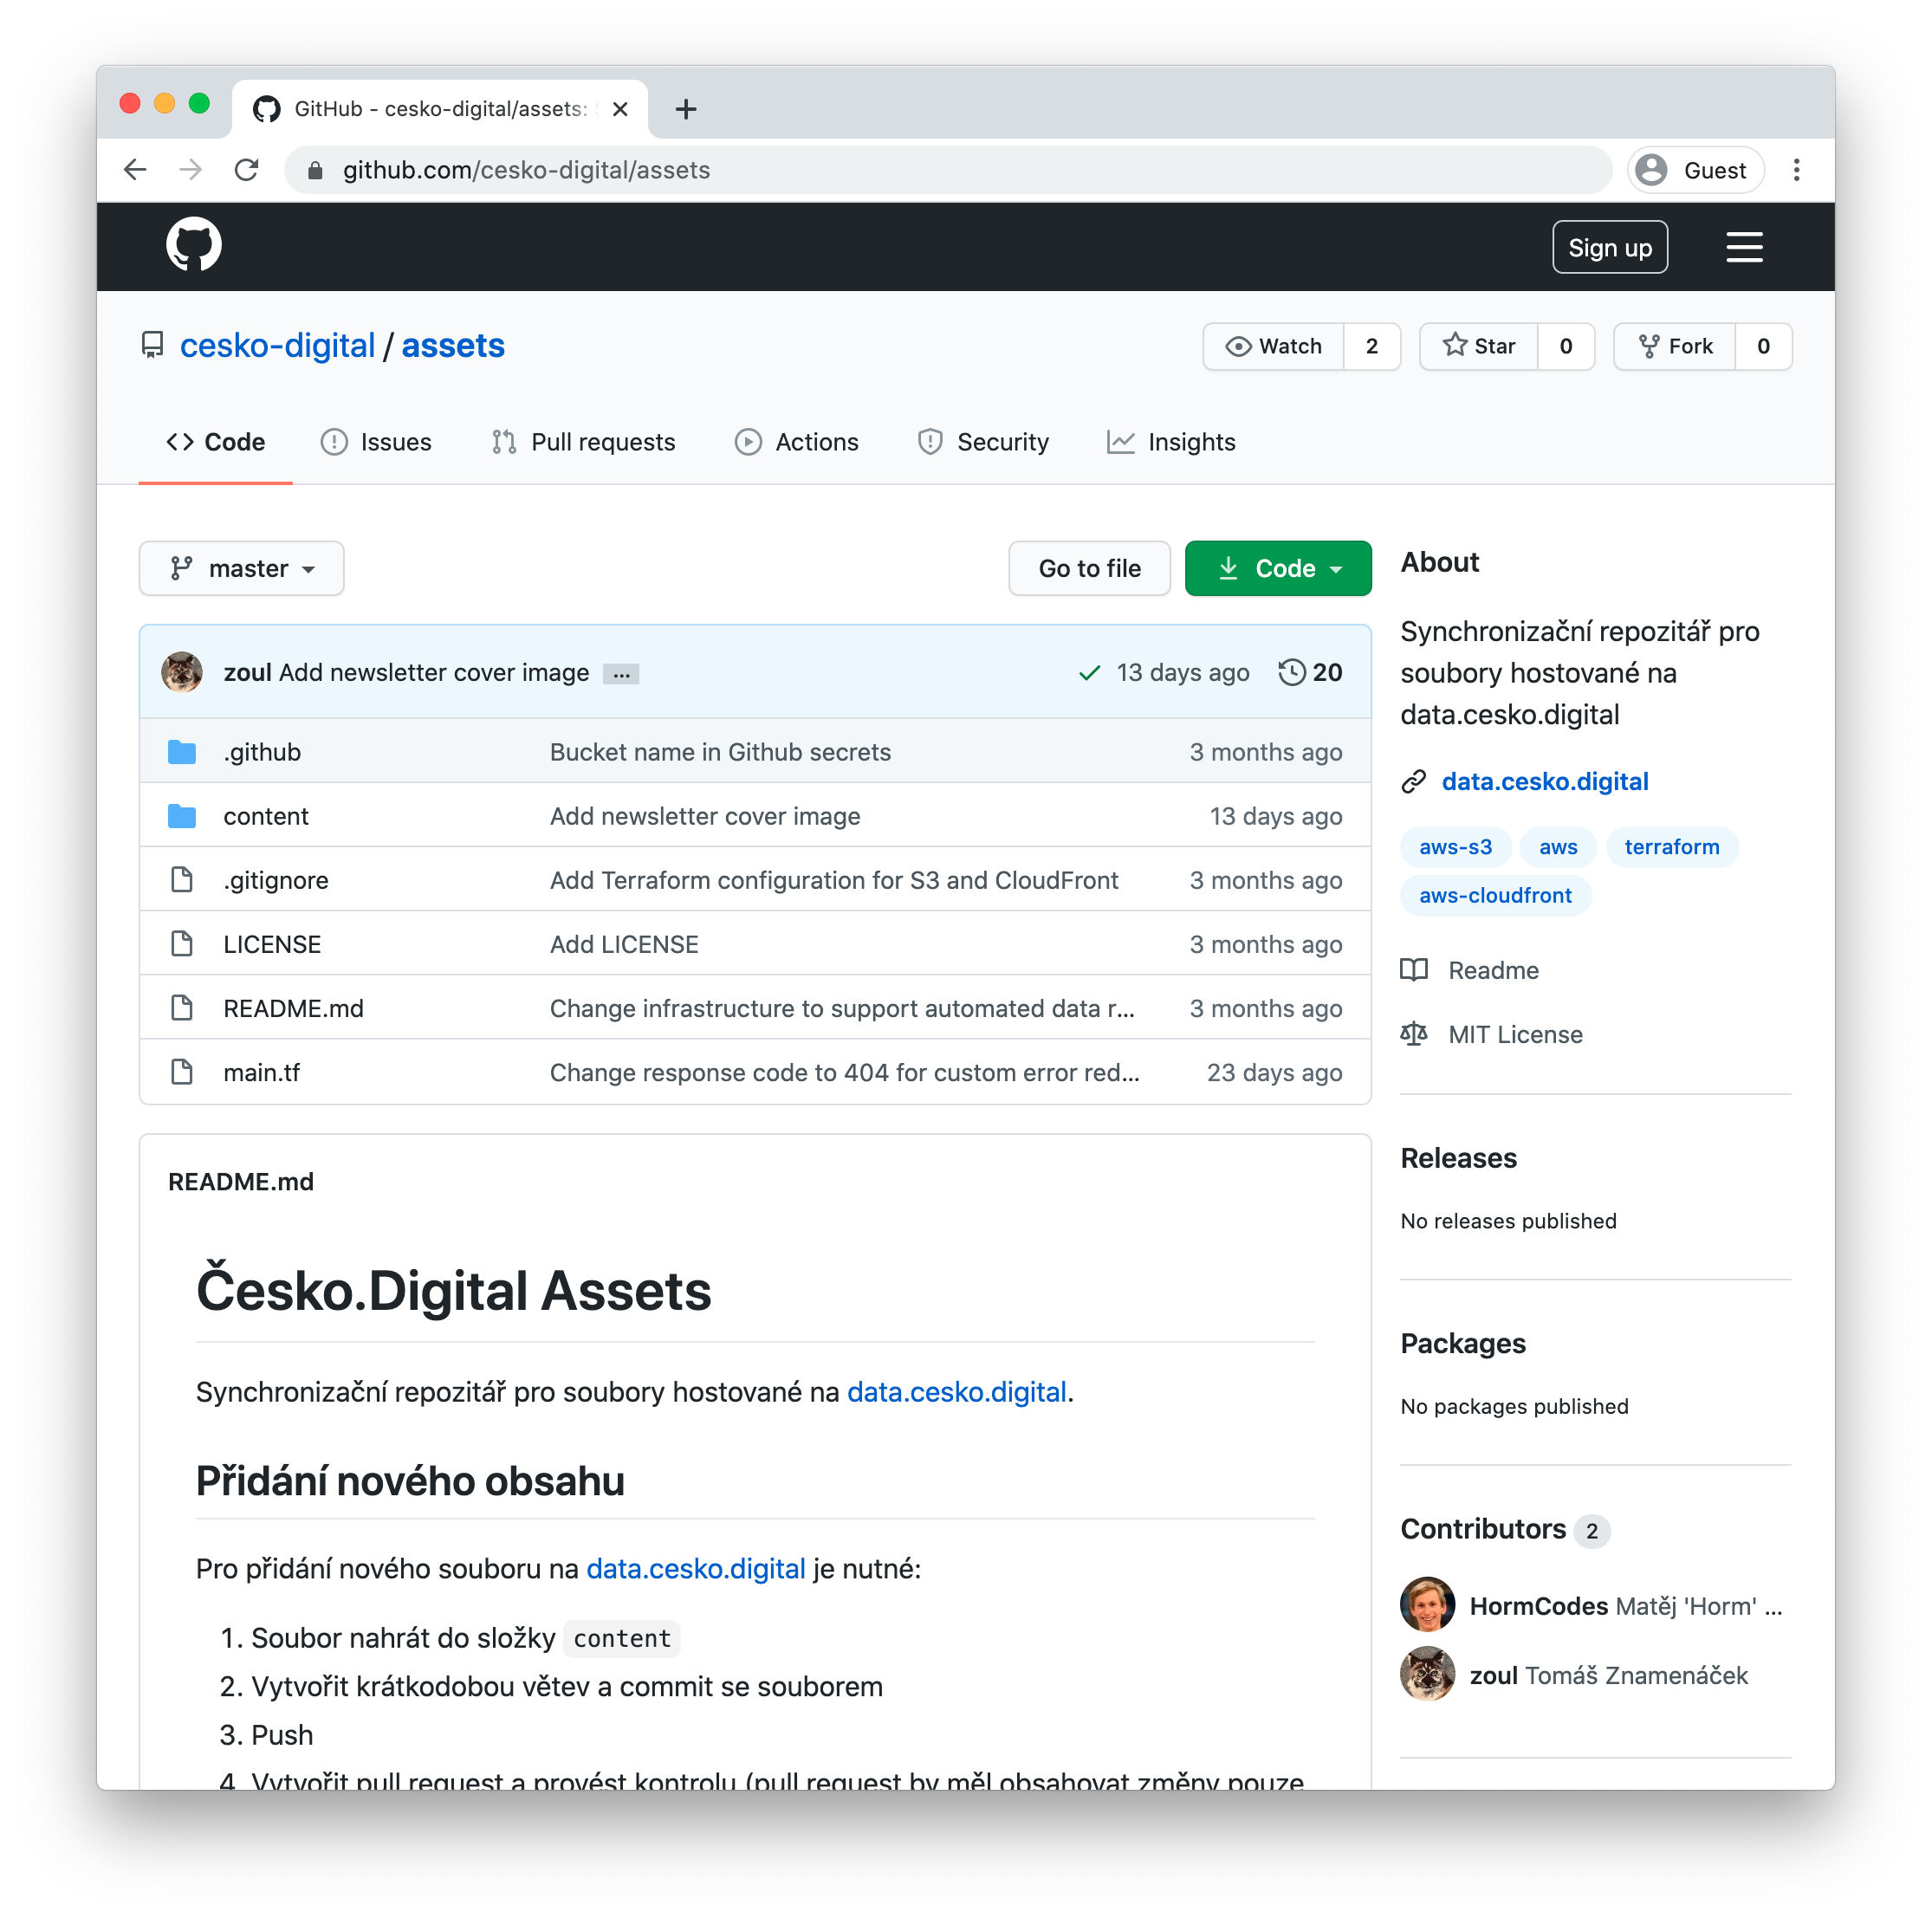 GitHub - cesko-digital/assets:
github.com/cesko-digital/assets
Guest
Sign up
cesko-digital / assets
Watch 2
Star 0
Fork 0
Code
Issues
Pull requests
Actions
Security
Insights
master
Go to file
Code
zoul Add newsletter cover image ... 13 days ago 20
.github Bucket name in Github secrets 3 months ago
content Add newsletter cover image 13 days ago
.gitignore Add Terraform configuration for S3 and CloudFront 3 months ago
LICENSE Add LICENSE 3 months ago
README.md Change infrastructure to support automated data r... 3 months ago
main.tf Change response code to 404 for custom error red... 23 days ago
README.md
Česko.Digital Assets
Synchronizační repozitář pro soubory hostované na data.cesko.digital.
Přidání nového obsahu
Pro přidání nového souboru na data.cesko.digital je nutné:
1. Soubor nahrát do složky content
2. Vytvořit krátkodobou větev a commit se souborem
3. Push
4. Vytvořit pull request a provést kontrolu (pull request by měl obsahovat změny pouze
About
Synchronizační repozitář pro
soubory hostované na
data.cesko.digital
data.cesko.digital
aws-s3 aws terraform
aws-cloudfront
Readme
MIT License
Releases
No releases published
Packages
No packages published
Contributors 2
HormCodes Matěj 'Horm' ...
zoul Tomáš Znamenáček